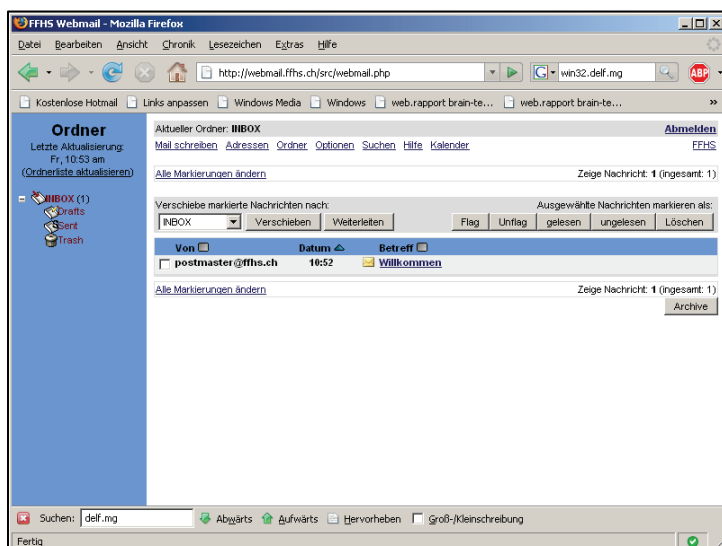 FFHS Webmail - Mozilla Firefox
Datei Bearbeiten Ansicht Chronik Lesezeichen Extras Hilfe
http://webmail.ffhs.ch/src/webmail.php G win32.delf.mg ABP
Kostenlose Hotmail Links anpassen Windows Media Windows web.rapport brain-te... web.rapport brain-te... »
Ordner
Letzte Aktualisierung:
Fr, 10:53 am
(Ordnerliste aktualisieren)
INBOX (1)
Drafts
Sent
Trash
Aktueller Ordner: INBOX Abmelden
Mail schreiben Adressen Ordner Optionen Suchen Hilfe Kalender FFHS
Alle Markierungen ändern Zeige Nachricht: 1 (ingesamt: 1)
Verschiebe markierte Nachrichten nach: Ausgewählte Nachrichten markieren als:
INBOX Verschieben Weiterleiten Flag Unflag gelesen ungelesen Löschen
Von Datum Betreff
postmaster@ffhs.ch 10:52 Willkommen
Alle Markierungen ändern Zeige Nachricht: 1 (ingesamt: 1)
Archive
Suchen: delf.mg Abwärts Aufwärts Hervorheben Groß-/Kleinschreibung
Fertig